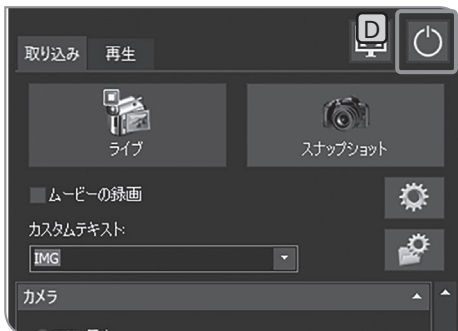 D
取り込み 再生
ライブ スナップショット
ムービーの録画
カスタムテキスト:
IMG
カメラ